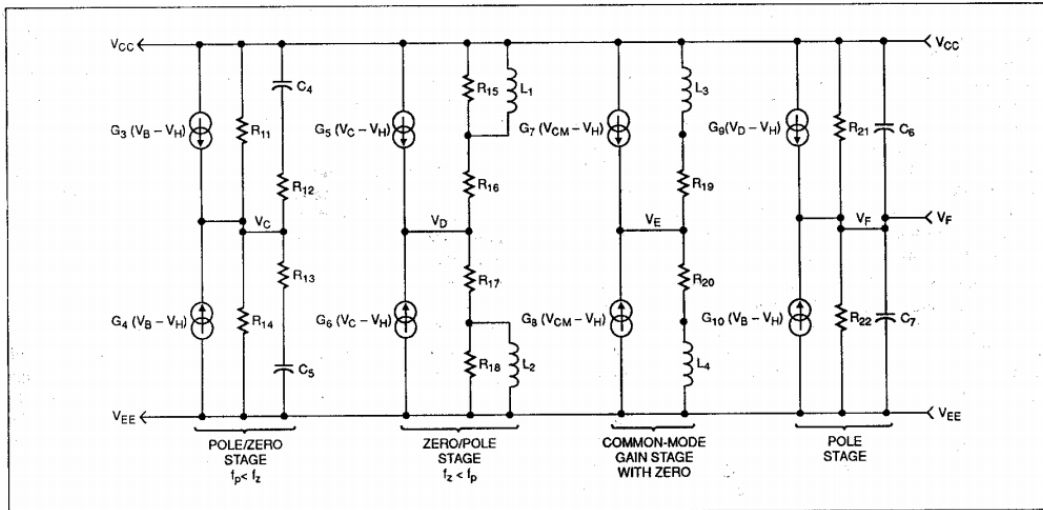 VCC VCC
C4
R15 L1
L3
G3 (VB – VH) R11 G5 (VC – VH) G7 (VCM – VH) G9(VD – VH) R21 C6
R12 R16 R19
VC VD VE VF VF
R13 R17 R20
G4 (VB – VH) R14 G6 (VC – VH) G8 (VCM – VH) G10 (VB – VH) R22 C7
R18 L2
L4
C5
VEE VEE
POLE/ZERO
STAGE
fp< fz
ZERO/POLE
STAGE
fz < fp
COMMON-MODE
GAIN STAGE
WITH ZERO
POLE
STAGE